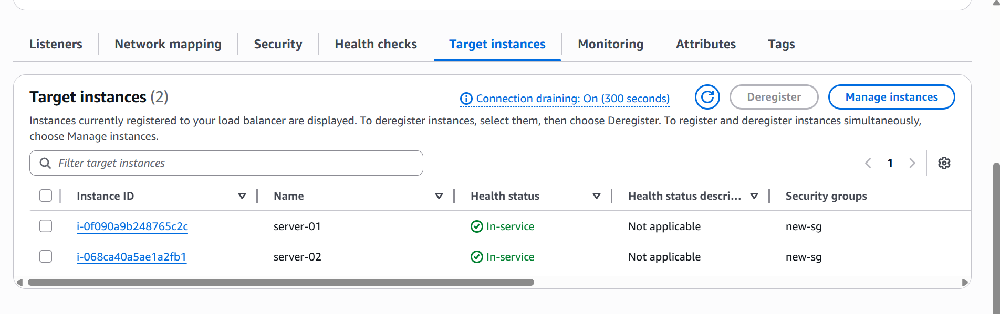 Listeners Network mapping Security Health checks Target instances Monitoring Attributes Tags
Target instances (2) Connection draining: On (300 seconds) Deregister Manage instances
Instances currently registered to your load balancer are displayed. To deregister instances, select them, then choose Deregister. To register and deregister instances simultaneously,
choose Manage instances.
Filter target instances 1
Instance ID Name Health status Health status descri... Security groups
i-0f090a9b248765c2c server-01 In-service Not applicable new-sg
i-068ca40a5ae1a2fb1 server-02 In-service Not applicable new-sg